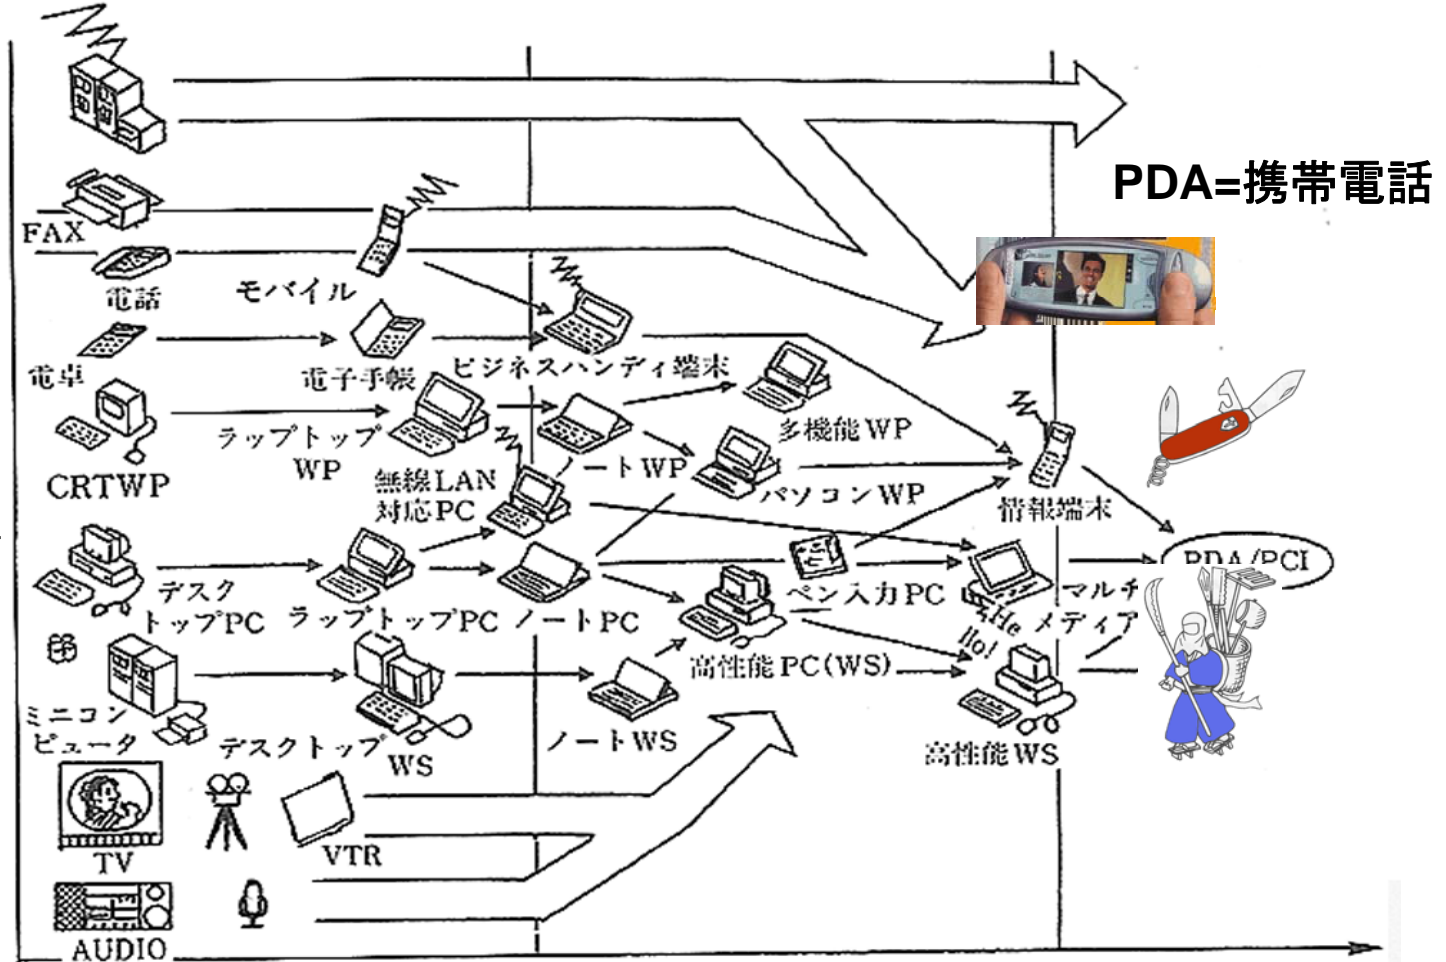 PDA=携帯電話
FAX
電話
モバイル
電卓
電子手帳
ビジネスハンディ端末
CRTWP
ラップトップ
WP
ノートWP
多機能WP
パソコンWP
無線LAN
対応PC
情報端末
PDA/PCI
デスク
トップPC
ラップトップPC
ノートPC
ペン入力PC
マルチ
メディア
He
llo!
高性能PC(WS)
ミニコン
ピュータ
デスクトップ
WS
ノートWS
高性能WS
TV
VTR
AUDIO